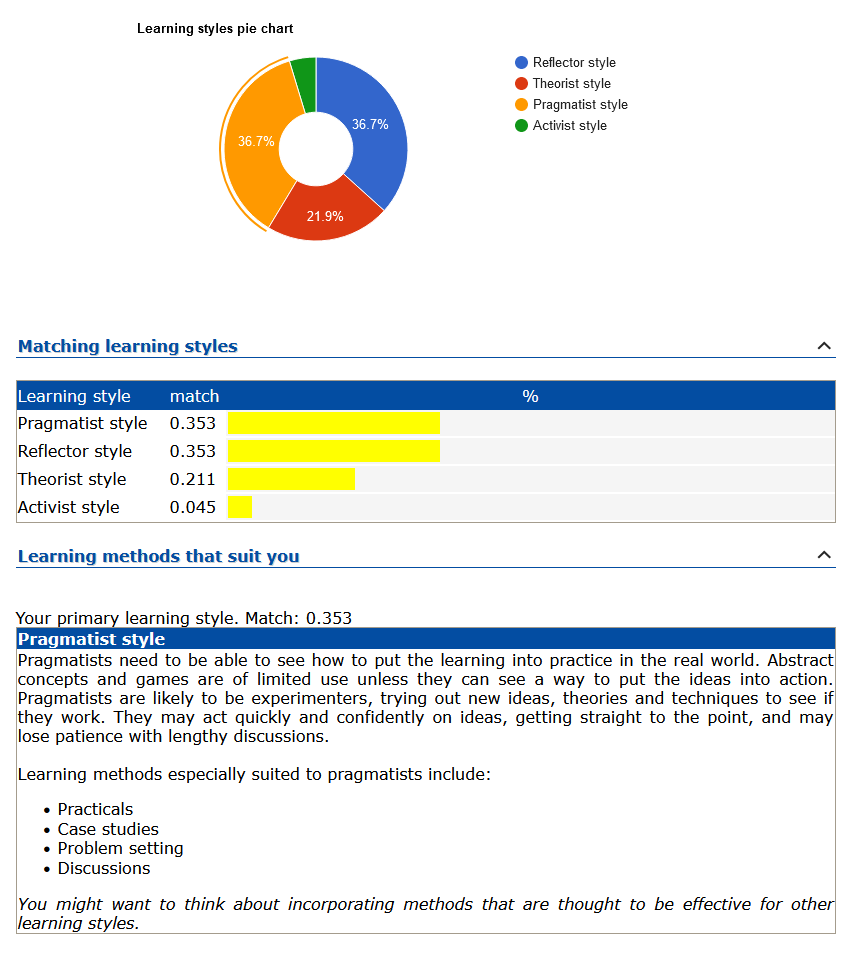 Learning styles pie chart
Reflector style
Theorist style
Pragmatist style
Activist style
36.7%
36.7%
21.9%
Matching learning styles
Learning style match %
Pragmatist style 0.353
Reflector style 0.353
Theorist style 0.211
Activist style 0.045
Learning methods that suit you
Your primary learning style. Match: 0.353
Pragmatist style
Pragmatists need to be able to see how to put the learning into practice in the real world. Abstract
concepts and games are of limited use unless they can see a way to put the ideas into action.
Pragmatists are likely to be experimenters, trying out new ideas, theories and techniques to see if
they work. They may act quickly and confidently on ideas, getting straight to the point, and may
lose patience with lengthy discussions.
Learning methods especially suited to pragmatists include:
• Practicals
• Case studies
• Problem setting
• Discussions
You might want to think about incorporating methods that are thought to be effective for other
learning styles.